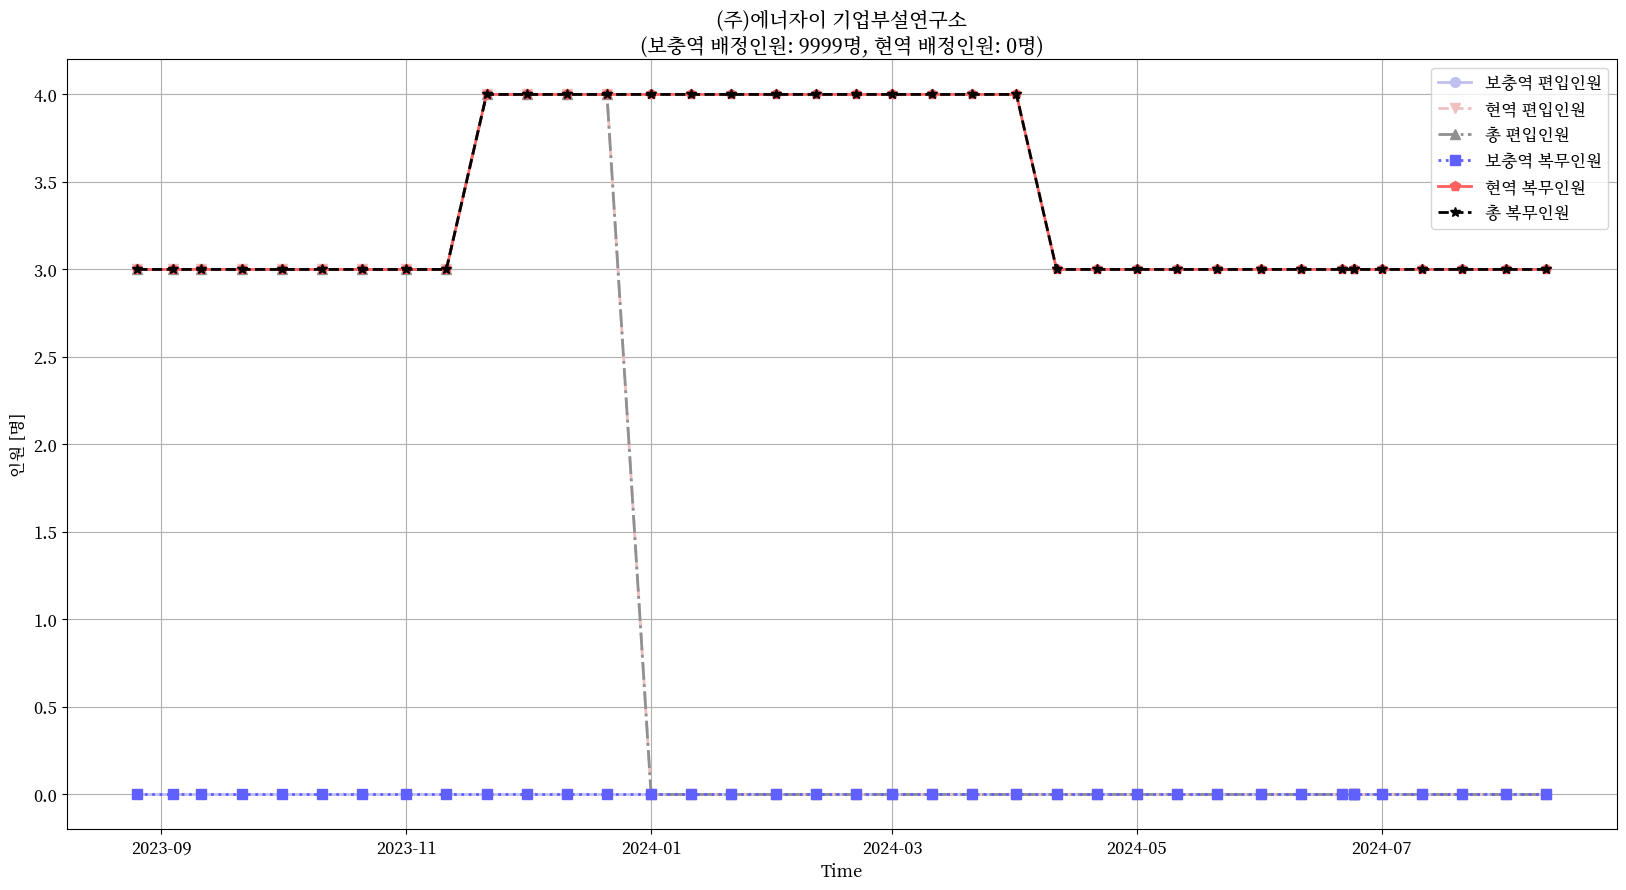 (주)에너자이 기업부설연구소
(보충역 배정인원: 9999명, 현역 배정인원: 0명)
보충역 편입인원
현역 편입인원
총 편입인원
보충역 복무인원
현역 복무인원
총 복무인원
인원 [명]
4.0
3.5
3.0
2.5
2.0
1.5
1.0
0.5
0.0
2023-09
2023-11
2024-01
2024-03
2024-05
2024-07
Time